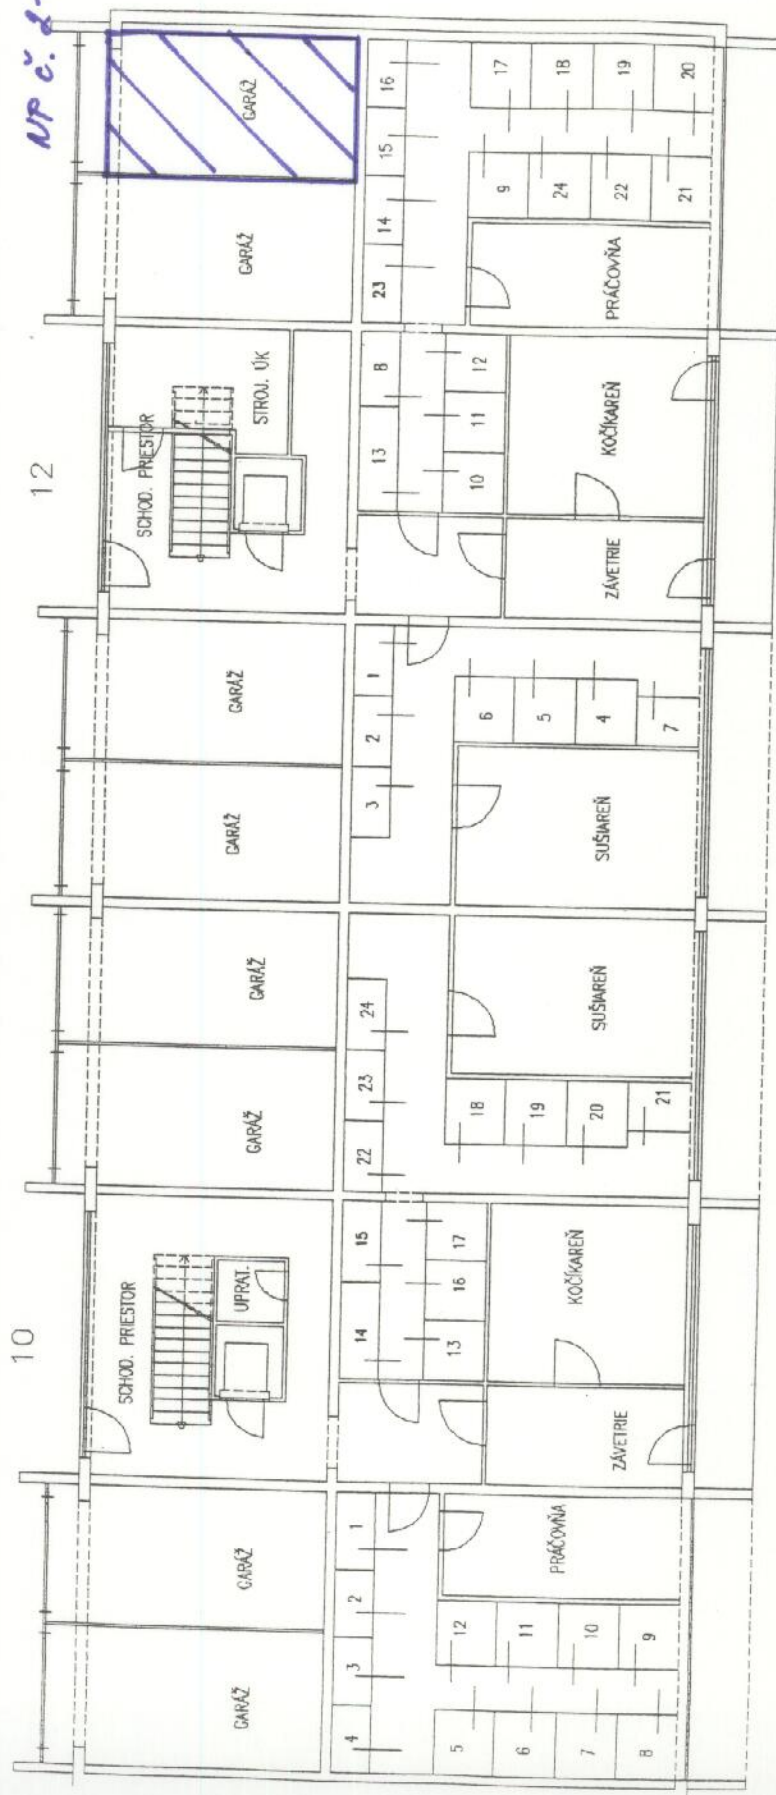 NP č. 2-
10
12
SCHOD. PRIESTOR
SCHOD. PRIESTOR
GARÁŽ
GARÁŽ
UPRAT.
GARÁŽ
GARÁŽ
GARÁŽ
GARÁŽ
STROJ. ÚK
GARÁŽ
GARÁŽ
4 3 2 1 14 15 22 23 24 3 2 1 13 8 23 14 15 16
5 12 13 16 17 18 6 10 11 12 9 17
6 11 19 5 24 18
7 10 20 4 22 19
8 9 21 7 21 20
PRÁČOVŇA
ZÁVETRIE
KOČÍKAREŇ
SUŠIAREŇ
SUŠIAREŇ
ZÁVETRIE
KOČÍKAREŇ
PRÁČOVŇA